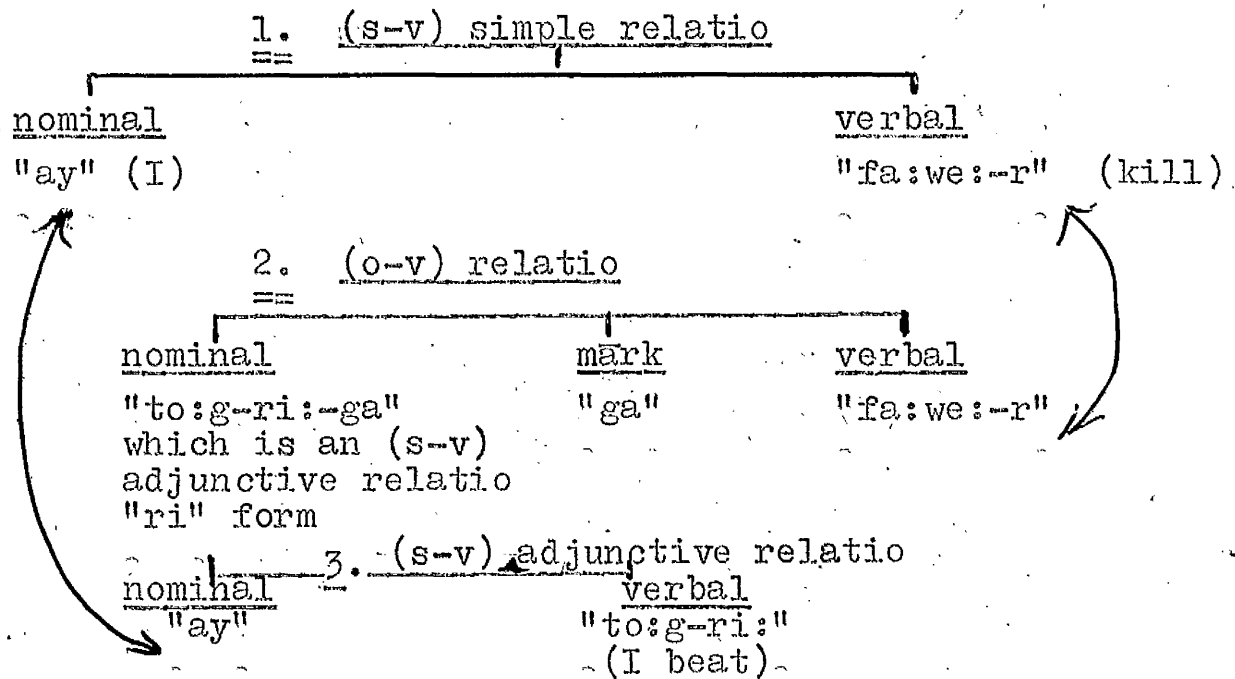 1. (s-v) simple relatio
nominal verbal
"ay" (I) "fa:we:-r" (kill)
2. (o-v) relatio
nominal mark verbal
"to:g-ri:-ga" "ga" "fa:we:-r"
which is an (s-v)
adjunctive relatio
"ri" form
3. (s-v) adjunctive relatio
nominal verbal
"ay" "to:g-ri:"
(I beat)